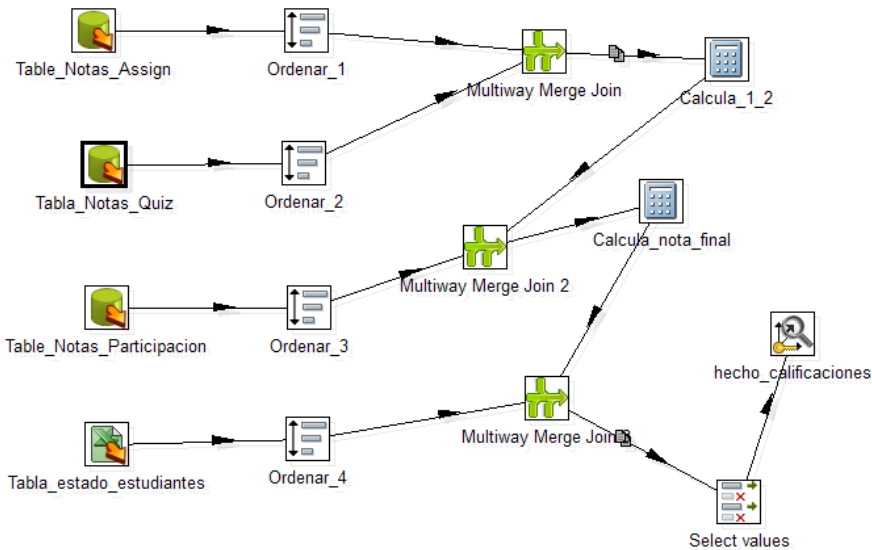 Table_Notas_Assign
Ordenar_1
Multiway Merge Join
Calcula_1_2
Tabla_Notas_Quiz
Ordenar_2
Calcula_nota_final
Multiway Merge Join 2
Table_Notas_Participacion
Ordenar_3
hecho_calificaciones
Multiway Merge Join
Tabla_estado_estudiantes
Ordenar_4
Select values